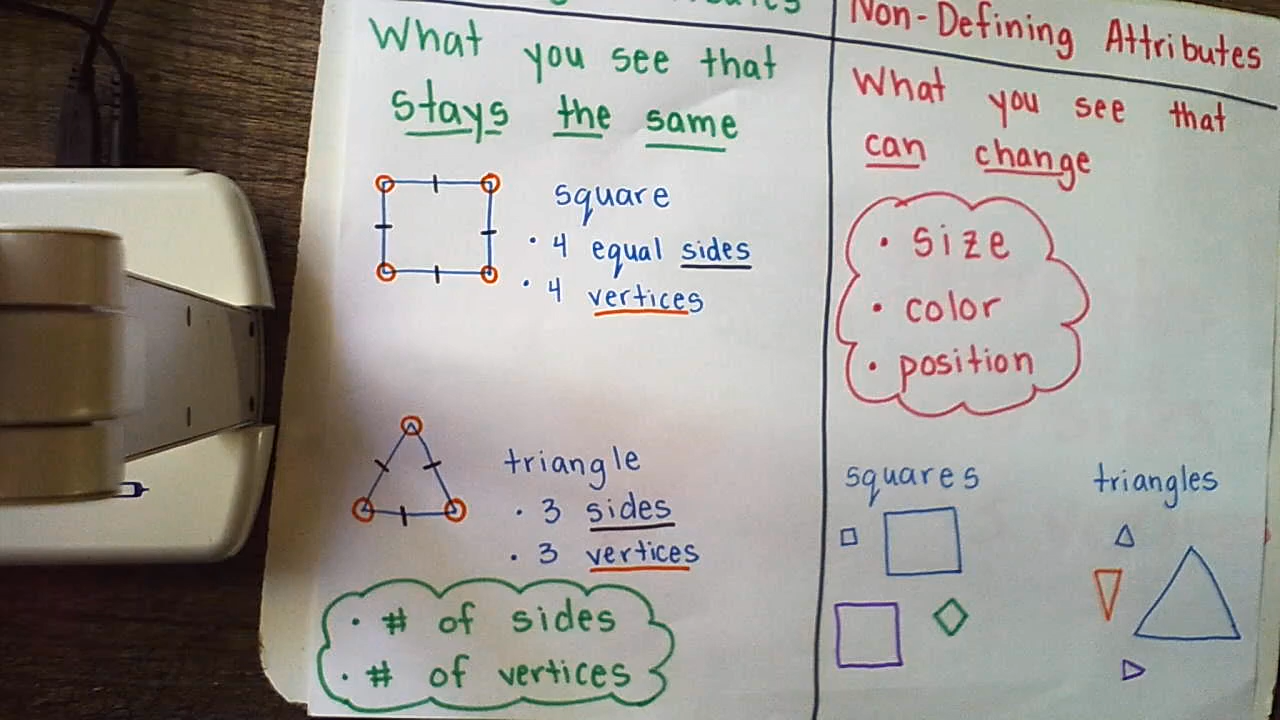 Non-Defining Attributes
What you see that
stays the same
square
• 4 equal sides
• 4 vertices
triangle
• 3 sides
• 3 vertices
• # of sides
• # of vertices
What you see that
can change
• size
• color
• position
squares
triangles